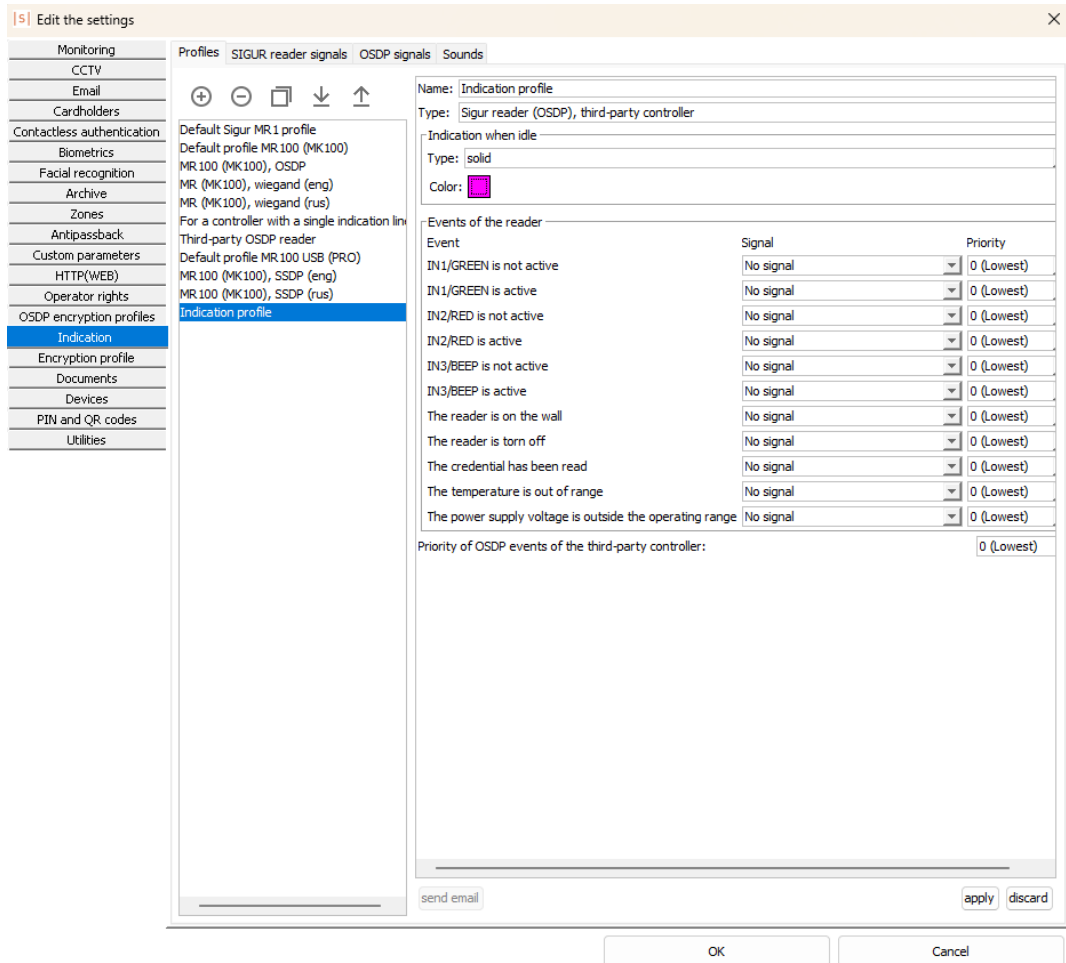 |S| Edit the settings
Monitoring
CCTV
Email
Cardholders
Contactless authentication
Biometrics
Facial recognition
Archive
Zones
Antipassback
Custom parameters
HTTP(WEB)
Operator rights
OSDP encryption profiles
Indication
Encryption profile
Documents
Devices
PIN and QR codes
Utilities
Profiles SIGUR reader signals OSDP signals Sounds
Default Sigur MR1 profile
Default profile MR100 (MK100)
MR100 (MK100), OSDP
MR (MK100), wiegand (eng)
MR (MK100), wiegand (rus)
For a controller with a single indication line
Third-party OSDP reader
Default profile MR100 USB (PRO)
MR100 (MK100), SSDP (eng)
MR100 (MK100), SSDP (rus)
Indication profile
Name: Indication profile
Type: Sigur reader (OSDP), third-party controller
Indication when idle
Type: solid
Color:
Events of the reader
Event Signal Priority
IN1/GREEN is not active No signal 0 (Lowest)
IN1/GREEN is active No signal 0 (Lowest)
IN2/RED is not active No signal 0 (Lowest)
IN2/RED is active No signal 0 (Lowest)
IN3/BEEP is not active No signal 0 (Lowest)
IN3/BEEP is active No signal 0 (Lowest)
The reader is on the wall No signal 0 (Lowest)
The reader is torn off No signal 0 (Lowest)
The credential has been read No signal 0 (Lowest)
The temperature is out of range No signal 0 (Lowest)
The power supply voltage is outside the operating range No signal 0 (Lowest)
Priority of OSDP events of the third-party controller: 0 (Lowest)
send email apply discard
OK Cancel